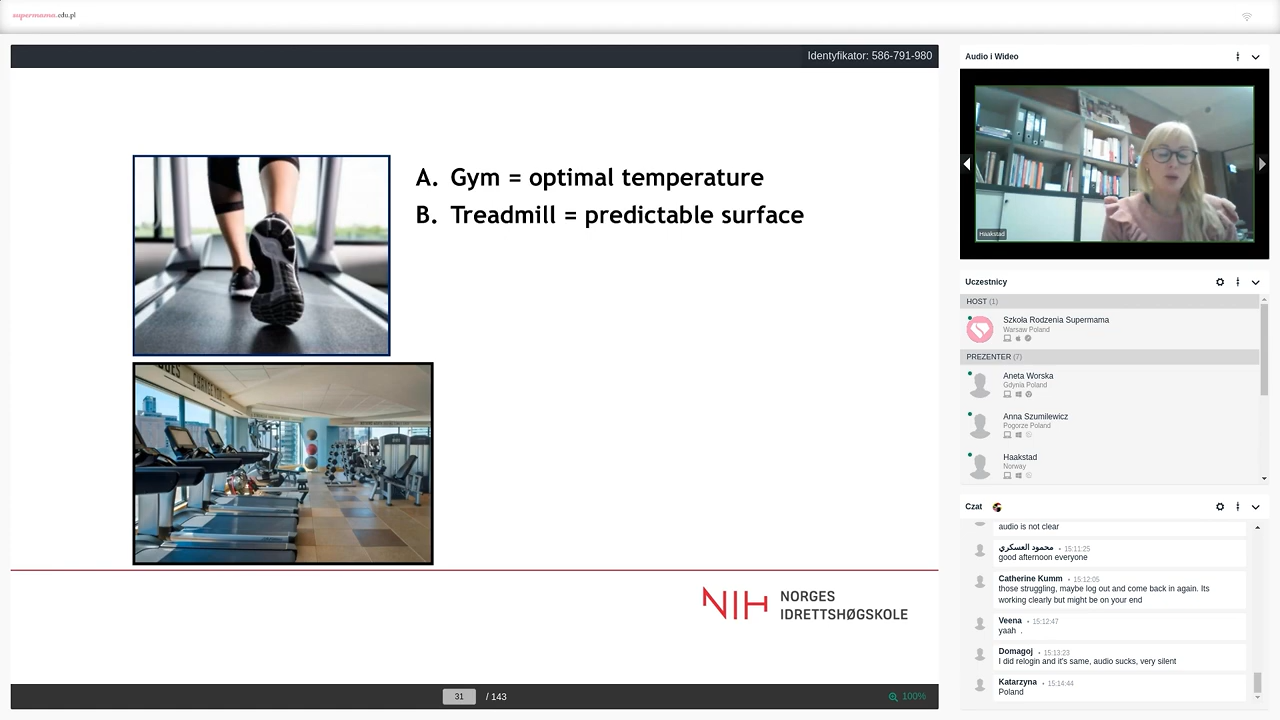 supermama.edu.pl
Identyfikator: 586-791-980
A. Gym = optimal temperature
B. Treadmill = predictable surface
NIH NORGES
IDRETTSHØGSKOLE
31 / 143
100%
Audio i Wideo
Haakstad
Uczestnicy
HOST (1)
Szkoła Rodzenia Supermama
Warsaw Poland
PREZENTER (7)
Aneta Worska
Gdynia Poland
Anna Szumilewicz
Pogorze Poland
Haakstad
Norway
Czat
audio is not clear
محمود العسكري • 15:11:25
good afternoon everyone
Catherine Kumm • 15:12:05
those struggling, maybe log out and come back in again. Its
working clearly but might be on your end
Veena • 15:12:47
yaah .
Domagoj • 15:13:23
I did relogin and it's same, audio sucks, very silent
Katarzyna • 15:14:44
Poland